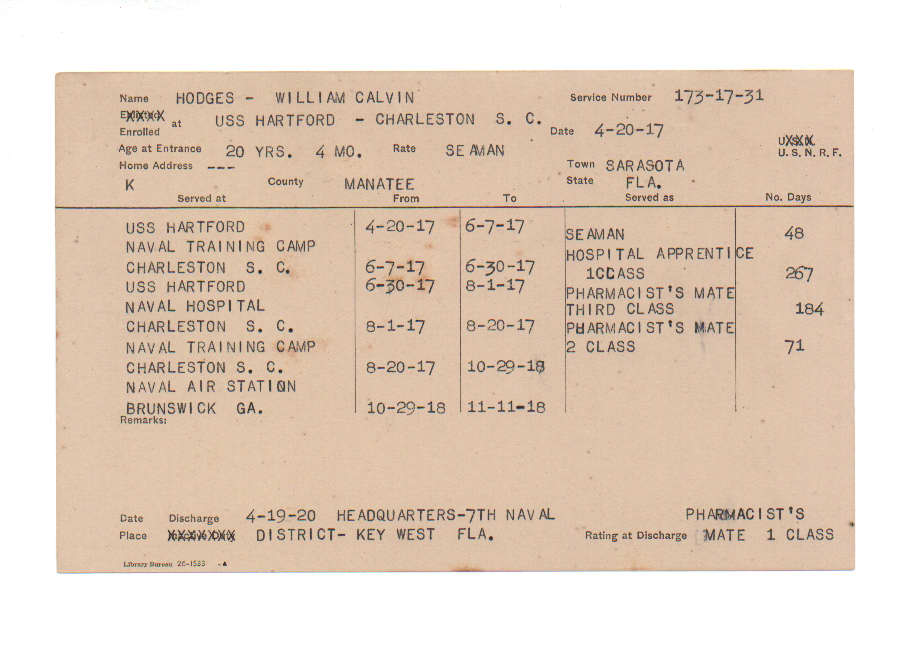 Name HODGES - WILLIAM CALVIN Service Number 173-17-31
Enrolled at USS HARTFORD - CHARLESTON S. C. Date 4-20-17
Age at Entrance 20 YRS. 4 MO. Rate SEAMAN U. S. N. R. F.
Home Address --- Town SARASOTA
K County MANATEE State FLA.
Served at From To Served as No. Days
USS HARTFORD 4-20-17 6-7-17 SEAMAN 48
NAVAL TRAINING CAMP HOSPITAL APPRENTICE
CHARLESTON S. C. 6-7-17 6-30-17 1CCASS 267
USS HARTFORD 6-30-17 8-1-17 PHARMACIST'S MATE
NAVAL HOSPITAL THIRD CLASS 184
CHARLESTON S. C. 8-1-17 8-20-17 PHARMACIST'S MATE
NAVAL TRAINING CAMP 2 CLASS 71
CHARLESTON S. C. 8-20-17 10-29-18
NAVAL AIR STATION
BRUNSWICK GA. 10-29-18 11-11-18
Remarks:
Date Discharge 4-19-20 HEADQUARTERS-7TH NAVAL PHARMACIST'S
Place XXXXXXX DISTRICT- KEY WEST FLA. Rating at Discharge MATE 1 CLASS
Library Bureau 26-1533